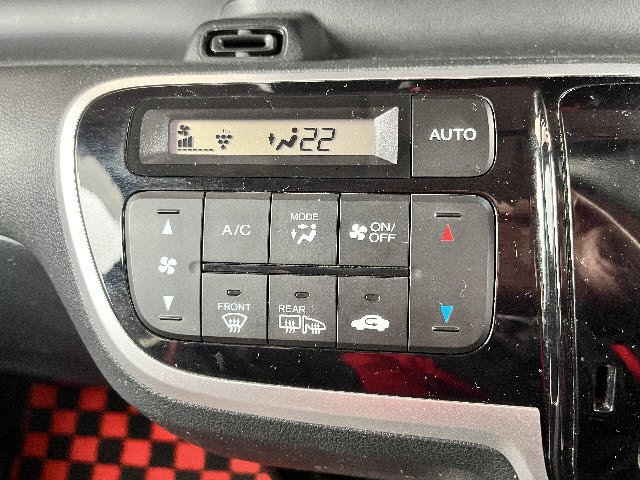 22
AUTO
A/C
MODE
ON/
OFF
FRONT
REAR